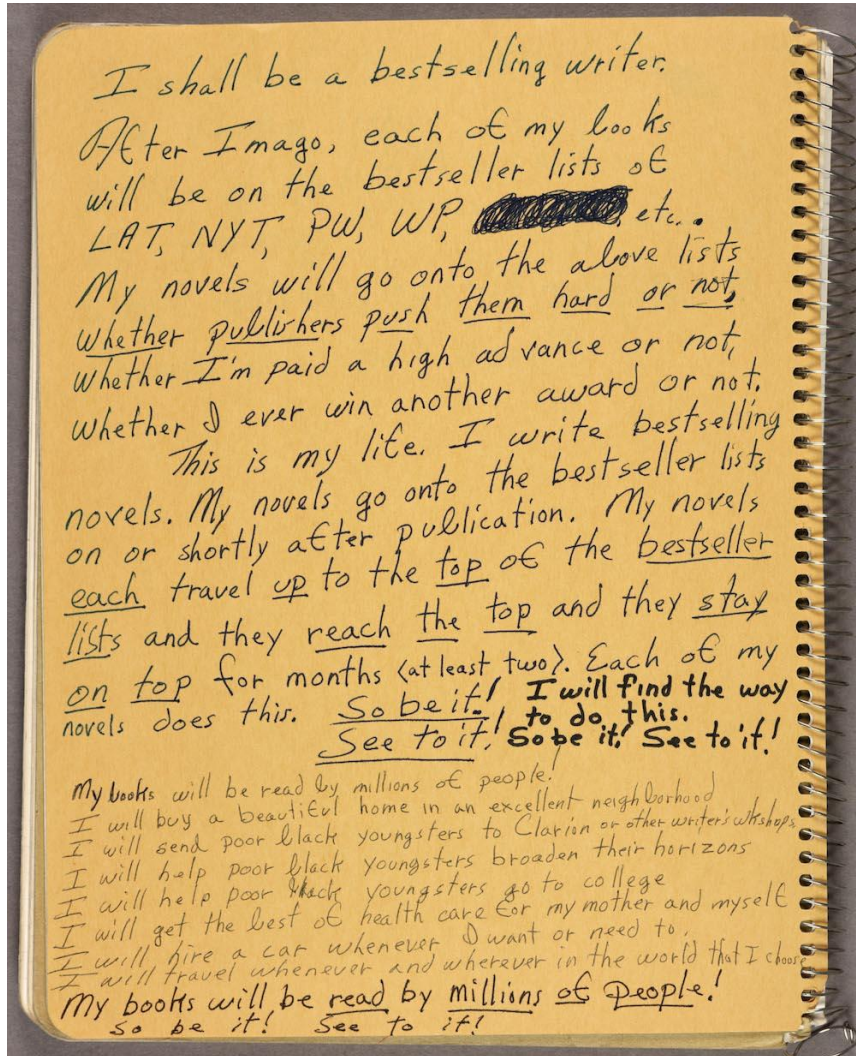 I shall be a bestselling writer.
After Imago, each of my books
will be on the bestseller lists of
LAT, NYT, PW, WP, etc..
My novels will go onto the above lists
whether publishers push them hard or not,
whether I'm paid a high advance or not,
whether I ever win another award or not.
This is my life. I write bestselling
novels. My novels go onto the bestseller lists
on or shortly after publication. My novels
each travel up to the top of the bestseller
lists and they reach the top and they stay
on top for months (at least two). Each of my
novels does this. So be it! I will find the way
See to it! to do this.
So be it! See to it!
My books will be read by millions of people!
I will buy a beautiful home in an excellent neighborhood
I will send poor black youngsters to Clarion or other writer's wkshops
I will help poor black youngsters broaden their horizons
I will help poor black youngsters go to college
I will get the best of health care for my mother and myself
I will hire a car whenever I want or need to.
I will travel whenever and wherever in the world that I choose
My books will be read by millions of people!
So be it! See to it!